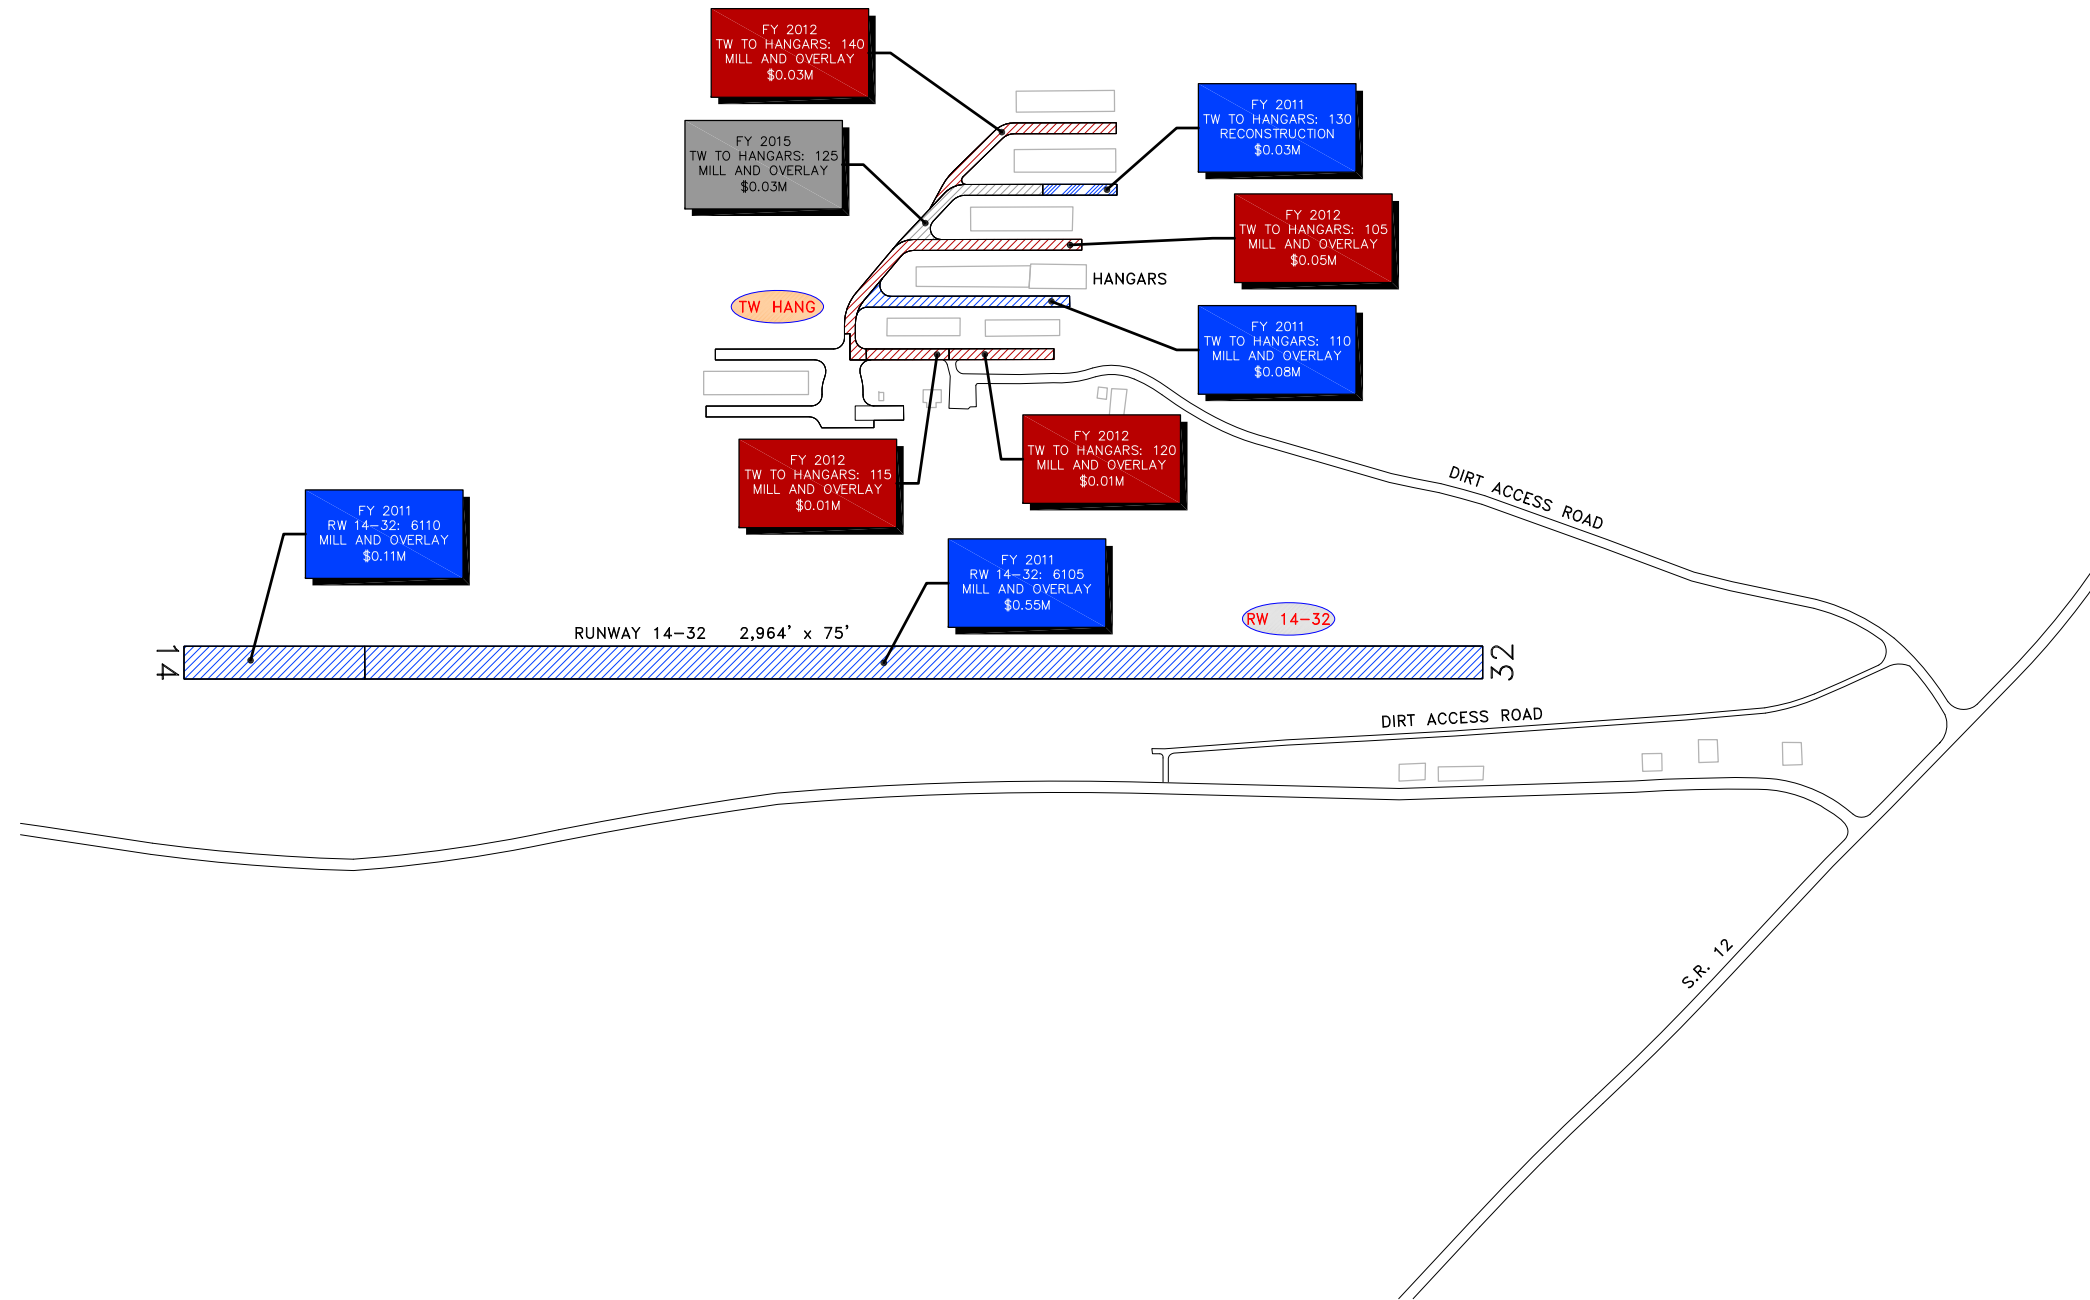 FY 2012
TW TO HANGARS: 140
MILL AND OVERLAY
$0.03M
FY 2011
TW TO HANGARS: 130
RECONSTRUCTION
$0.03M
FY 2015
TW TO HANGARS: 125
MILL AND OVERLAY
$0.03M
FY 2012
TW TO HANGARS: 105
MILL AND OVERLAY
$0.05M
HANGARS
TW HANG
FY 2011
TW TO HANGARS: 110
MILL AND OVERLAY
$0.08M
FY 2012
TW TO HANGARS: 120
MILL AND OVERLAY
$0.01M
FY 2012
TW TO HANGARS: 115
MILL AND OVERLAY
$0.01M
DIRT ACCESS ROAD
FY 2011
RW 14-32: 6110
MILL AND OVERLAY
$0.11M
FY 2011
RW 14-32: 6105
MILL AND OVERLAY
$0.55M
RW 14-32
RUNWAY 14-32 2,964' x 75'
14
32
DIRT ACCESS ROAD
S.R. 12